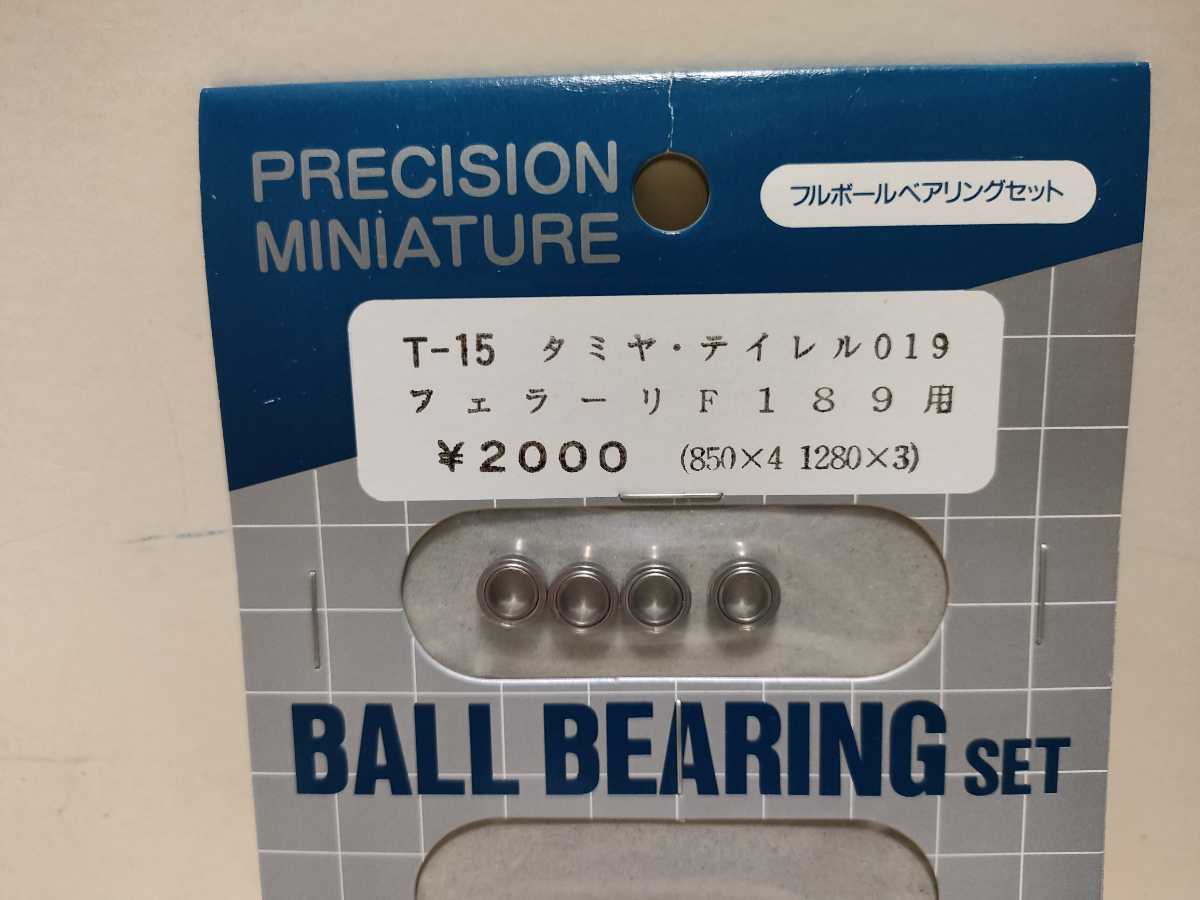 PRECISION
MINIATURE
フルボールベアリングセット
T-15 タミヤ・テイレル019
フェラーリF189用
¥2000 (850×4 1280×3)
BALL BEARING SET